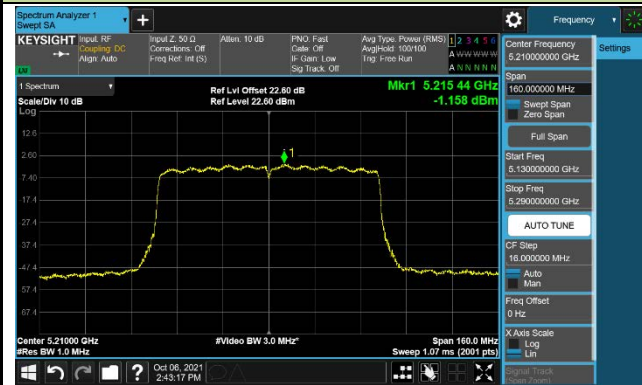 Spectrum Analyzer 1
Swept SA
Frequency
KEYSIGHT
Input: RF
Coupling: DC
Align: Auto
Input Z: 50 Ω
Corrections: Off
Freq Ref: Int (S)
Atten: 10 dB
PNO: Fast
Gate: Off
IF Gain: Low
Sig Track: Off
Avg Type: Power (RMS)
Avg|Hold: 100/100
Trig: Free Run
1 2 3 4 5 6
A W W W W W
A N N N N N
LXI
1 Spectrum
Scale/Div 10 dB
Ref Lvl Offset 22.60 dB
Ref Level 22.60 dBm
Mkr1 5.215 44 GHz
-1.158 dBm
Log
12.6
2.60
-7.40
-17.4
-27.4
-37.4
-47.4
-57.4
-67.4
1
Center 5.21000 GHz
#Res BW 1.0 MHz
#Video BW 3.0 MHz*
Span 160.0 MHz
Sweep 1.07 ms (2001 pts)
Oct 06, 2021
2:43:17 PM
Center Frequency
5.210000000 GHz
Span
160.000000 MHz
Swept Span
Zero Span
Full Span
Start Freq
5.130000000 GHz
Stop Freq
5.290000000 GHz
AUTO TUNE
CF Step
16.000000 MHz
Auto
Man
Freq Offset
0 Hz
X Axis Scale
Log
Lin
Signal Track
(Span Zoom)
Settings